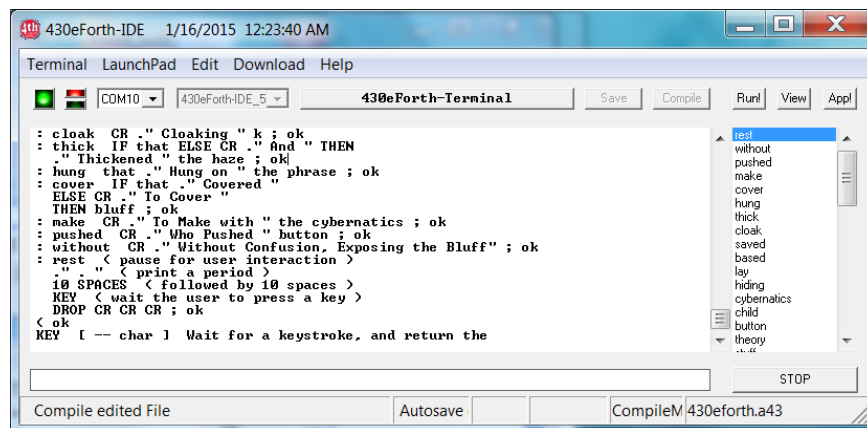 4th 430eForth-IDE 1/16/2015 12:23:40 AM
Terminal LaunchPad Edit Download Help
COM10 430eForth-IDE_5 430eForth-Terminal Save Compile Run! View App!
: cloak CR ." Cloaking " k ; ok
: thick IF that ELSE CR ." And " THEN
." Thickened " the haze ; ok
: hung that ." Hung on " the phrase ; ok
: cover IF that ." Covered "
ELSE CR ." To Cover "
THEN bluff ; ok
: make CR ." To Make with " the cybernatics ; ok
: pushed CR ." Who Pushed " button ; ok
: without CR ." Without Confusion, Exposing the Bluff" ; ok
: rest ( pause for user interaction )
." . " ( print a period )
10 SPACES ( followed by 10 spaces )
KEY ( wait the user to press a key )
DROP CR CR CR ; ok
( ok
KEY [ -- char ] Wait for a keystroke, and return the
rest
without
pushed
make
cover
hung
thick
cloak
saved
based
lay
hiding
cybernatics
child
button
theory
STOP
Compile edited File Autosave CompileM 430eforth.a43